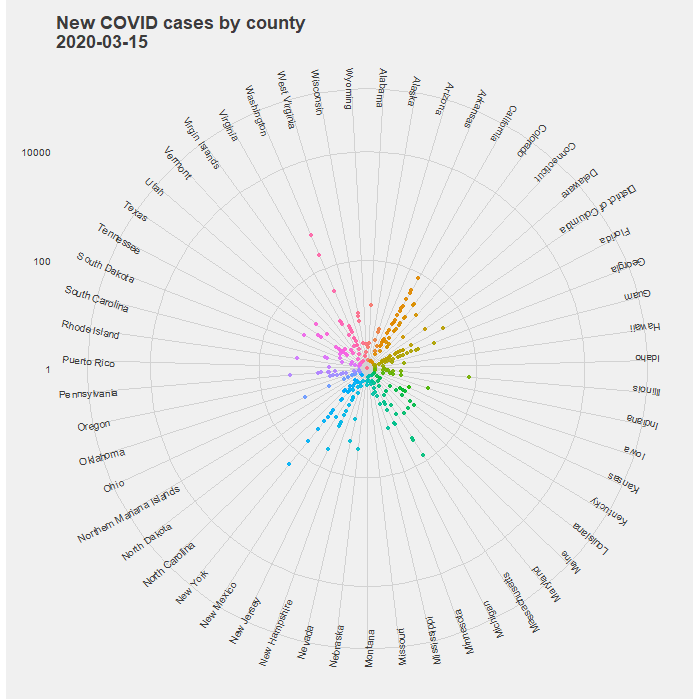 New COVID cases by county
2020-03-15
10000
100
1
Alabama
Alaska
Arizona
Arkansas
California
Colorado
Connecticut
Delaware
District of Columbia
Florida
Georgia
Guam
Hawaii
Idaho
Illinois
Indiana
Iowa
Kansas
Kentucky
Louisiana
Maine
Maryland
Massachusetts
Michigan
Minnesota
Mississippi
Missouri
Montana
Nebraska
Nevada
New Hampshire
New Jersey
New Mexico
New York
North Carolina
North Dakota
Northern Mariana Islands
Ohio
Oklahoma
Oregon
Pennsylvania
Puerto Rico
Rhode Island
South Carolina
South Dakota
Tennessee
Texas
Utah
Vermont
Virgin Islands
Virginia
Washington
West Virginia
Wisconsin
Wyoming